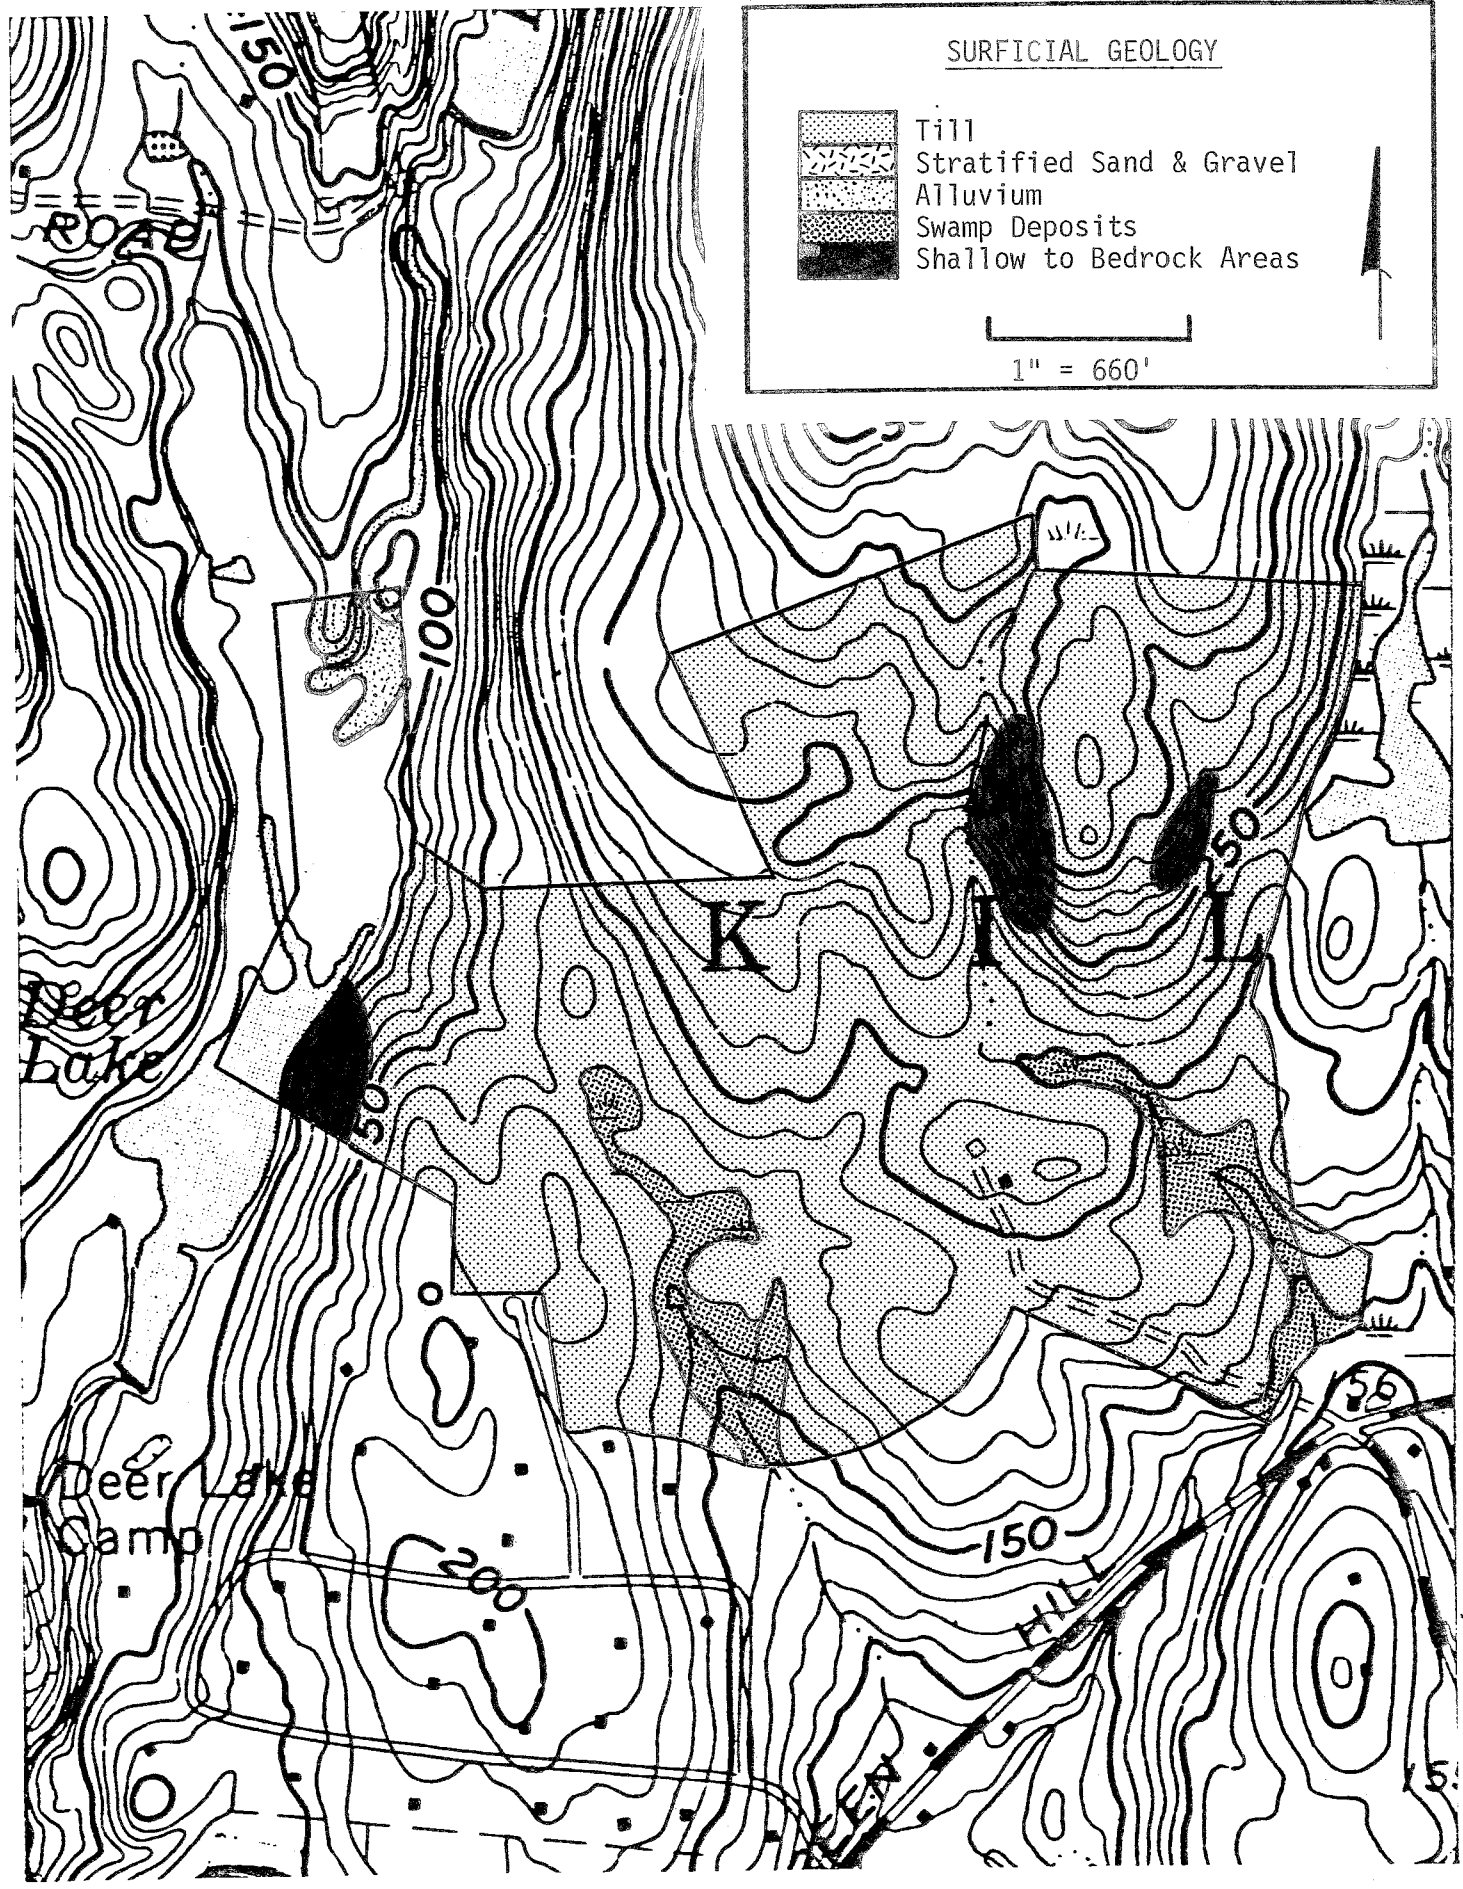 SURFICIAL GEOLOGY
Till
Stratified Sand & Gravel
Alluvium
Swamp Deposits
Shallow to Bedrock Areas
1" = 660'
150
ROAD
100
50
K I L
Deer
Lake
50
156
Deer Lake
Camp
200
150
HILL